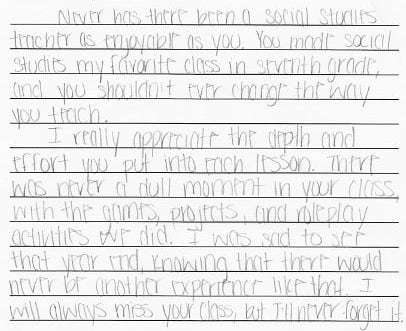 Never has there been a social studies
teacher as enjoyable as you. You made social
studies my favorite class in seventh grade,
and you shouldn't ever change the way
you teach.
I really appreciate the depth and
effort you put into each lesson. There
was never a dull moment in your class,
with the games, projects, and roleplay
activities we did. I was sad to see
that year end, knowing that there would
never be another experience like that. I
will always miss your class, but I'll never forget it.